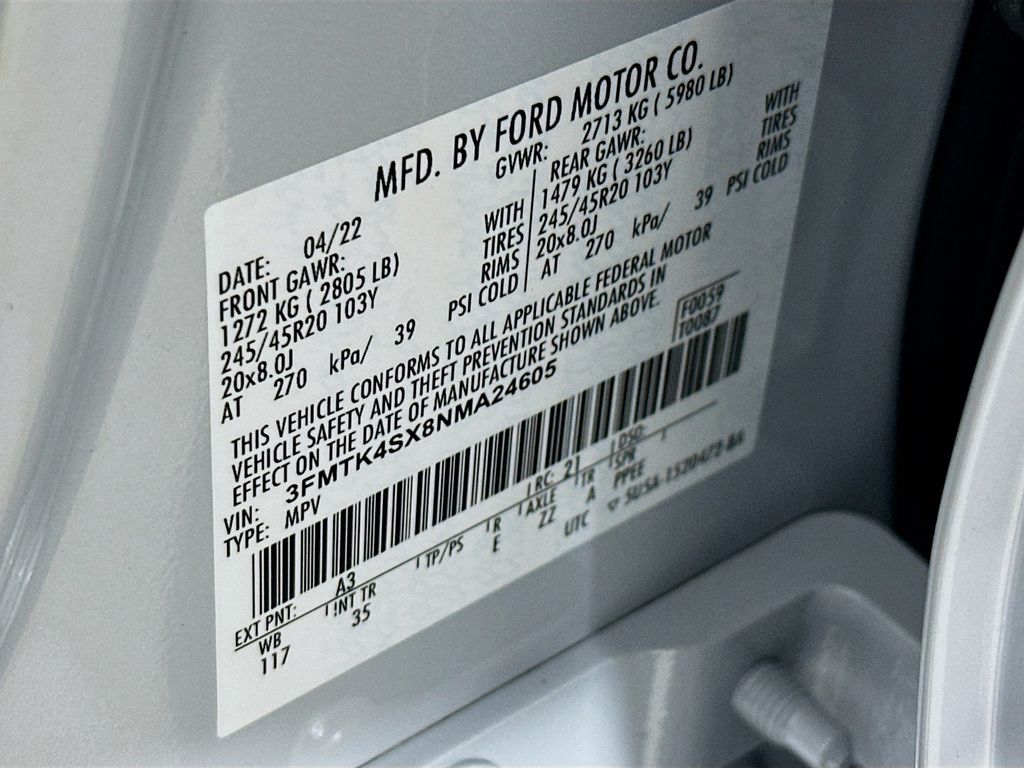 MFD. BY FORD MOTOR CO.
DATE: 04/22 GVWR: 2713 KG ( 5980 LB)
FRONT GAWR: REAR GAWR:
1272 KG ( 2805 LB) WITH 1479 KG ( 3260 LB) WITH
245/45R20 103Y TIRES 245/45R20 103Y TIRES
20x8.0J RIMS 20x8.0J RIMS
AT 270 kPa/ 39 PSI COLD AT 270 kPa/ 39 PSI COLD
THIS VEHICLE CONFORMS TO ALL APPLICABLE FEDERAL MOTOR
VEHICLE SAFETY AND THEFT PREVENTION STANDARDS IN
EFFECT ON THE DATE OF MANUFACTURE SHOWN ABOVE.
VIN: 3FMTK4SX8NMA24605 F0059
TYPE: MPV T0087
EXT PNT: A3 RC: 21 DSO:
WB INT TR TP/PS R AXLE TR SPR
117 35 E ZZ A PPEE
UTC